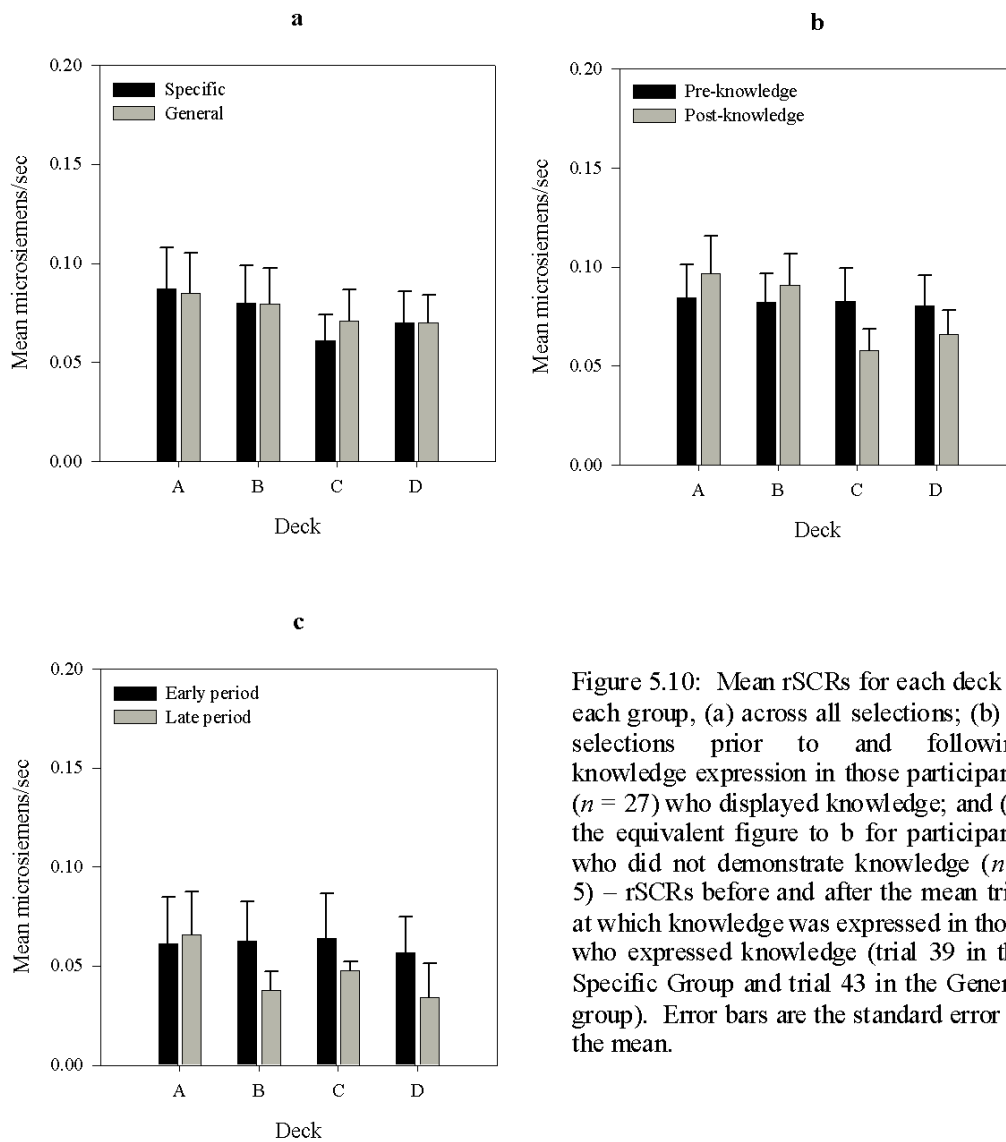 a
0.20
0.15
0.10
0.05
0.00
Mean microsiemens/sec
Specific
General
A B C D
Deck
b
0.20
0.15
0.10
0.05
0.00
Mean microsiemens/sec
Pre-knowledge
Post-knowledge
A B C D
Deck
c
0.20
0.15
0.10
0.05
0.00
Mean microsiemens/sec
Early period
Late period
A B C D
Deck
Figure 5.10: Mean rSCRs for each deck
each group, (a) across all selections; (b)
selections prior to and followin
knowledge expression in those participan
(n = 27) who displayed knowledge; and (
the equivalent figure to b for participan
who did not demonstrate knowledge (n
5) – rSCRs before and after the mean tri
at which knowledge was expressed in tho
who expressed knowledge (trial 39 in th
Specific Group and trial 43 in the Gener
group). Error bars are the standard error
the mean.